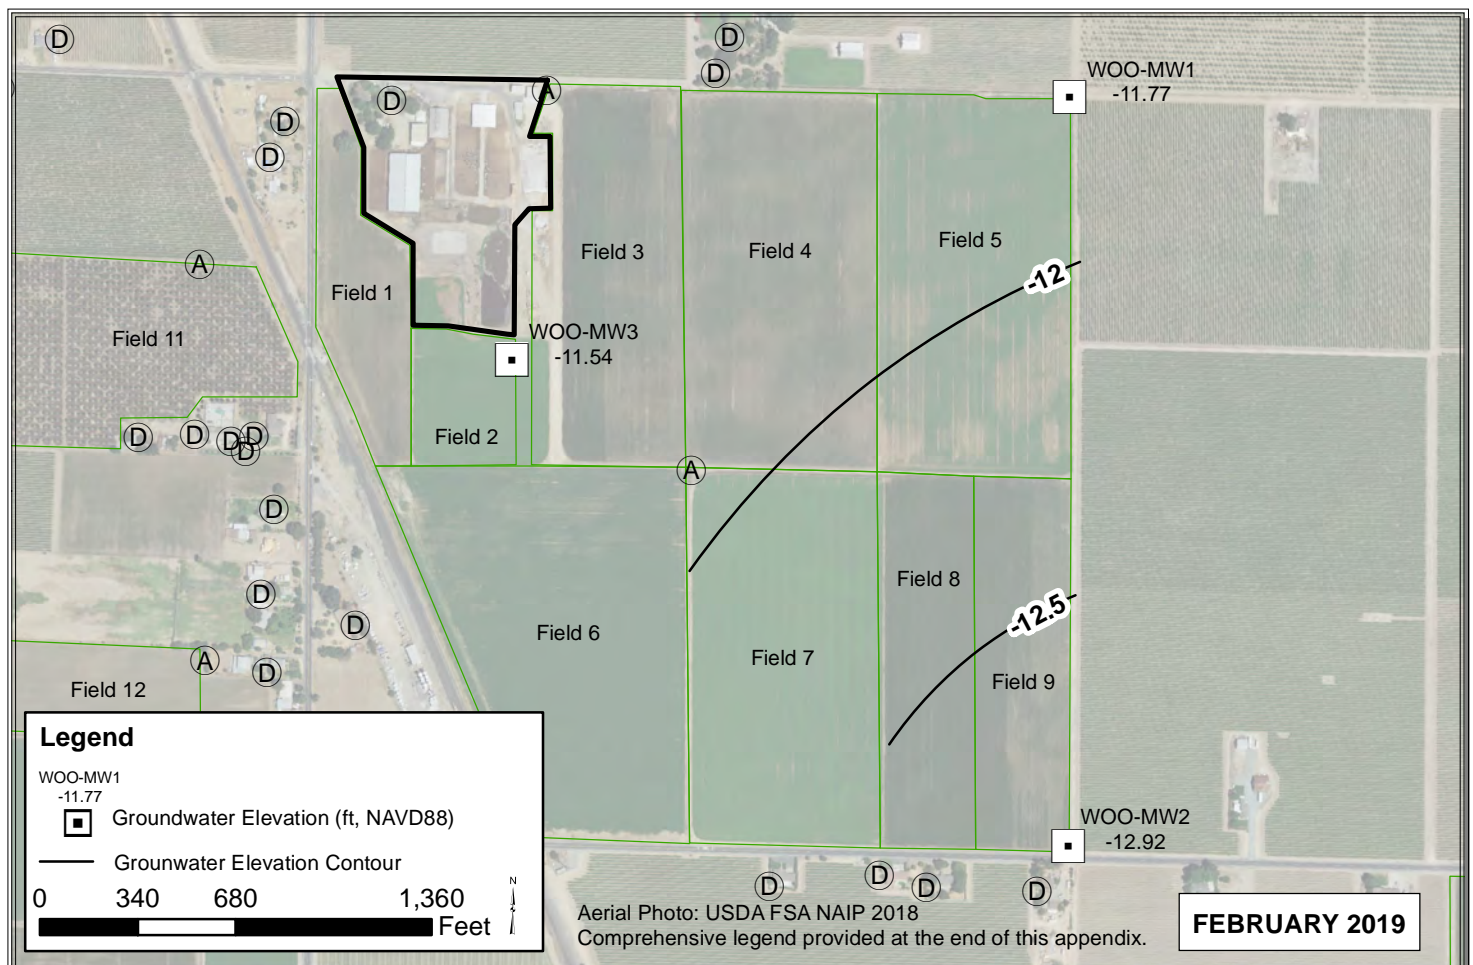 D
D
D
WOO-MW1
-11.77
A
D
D
D
Field 5
Field 3
Field 4
A
-12
Field 1
WOO-MW3
-11.54
Field 11
Field 2
D
D
D
D
D
A
D
Field 8
D
-12.5
D
Field 6
Field 7
A
D
Field 9
Field 12
WOO-MW2
-12.92
D
D
D
D
Legend
WOO-MW1
-11.77
Groundwater Elevation (ft, NAVD88)
Grounwater Elevation Contour
0 340 680 1,360
Feet
N
Aerial Photo: USDA FSA NAIP 2018
Comprehensive legend provided at the end of this appendix.
FEBRUARY 2019